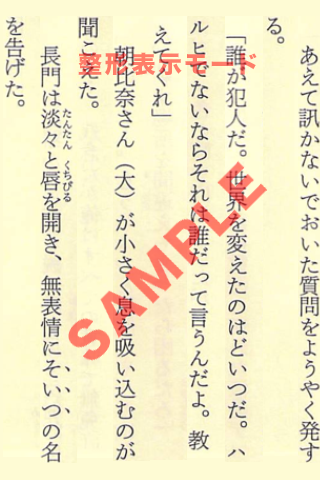 整形表示モード
あえて訊かないでおいた質問をようやく発す
る。
「誰が犯人だ。世界を変えたのはどいつだ。ハ
ルヒでないならそれは誰だって言うんだよ。教
えてくれ」
朝比奈さん（大）が小さく息を吸い込むのが
聞こえた。
長門は淡々と唇を開き、無表情にそいつの名
たんたん くちびる
を告げた。
SAMPLE